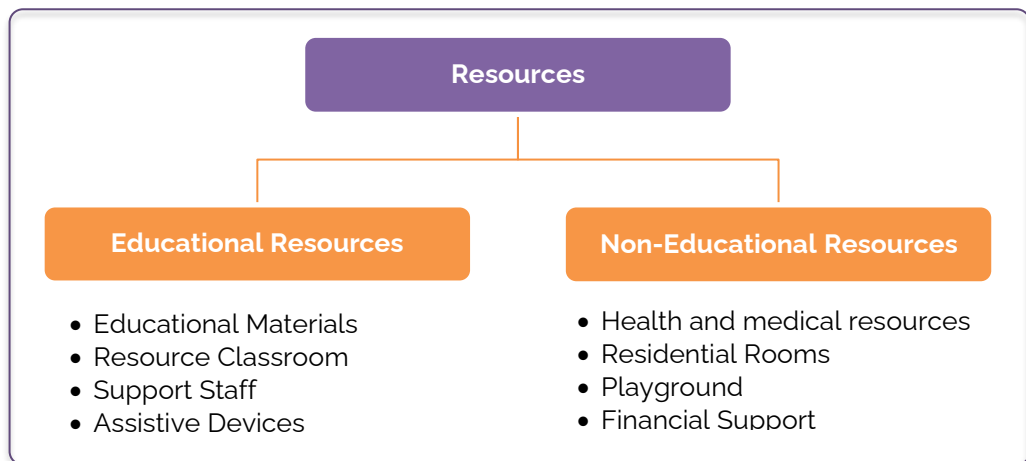 Resources
Educational Resources
• Educational Materials
• Resource Classroom
• Support Staff
• Assistive Devices
Non-Educational Resources
• Health and medical resources
• Residential Rooms
• Playground
• Financial Support